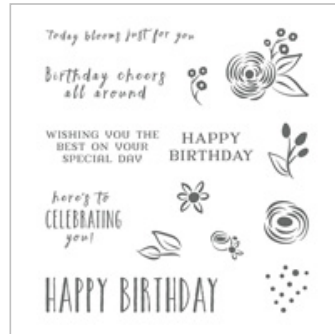 Today blooms just for you
Birthday cheers
all around
WISHING YOU THE
BEST ON YOUR
SPECIAL DAY
HAPPY
BIRTHDAY
here's to
CELEBRATING
you!
HAPPY BIRTHDAY